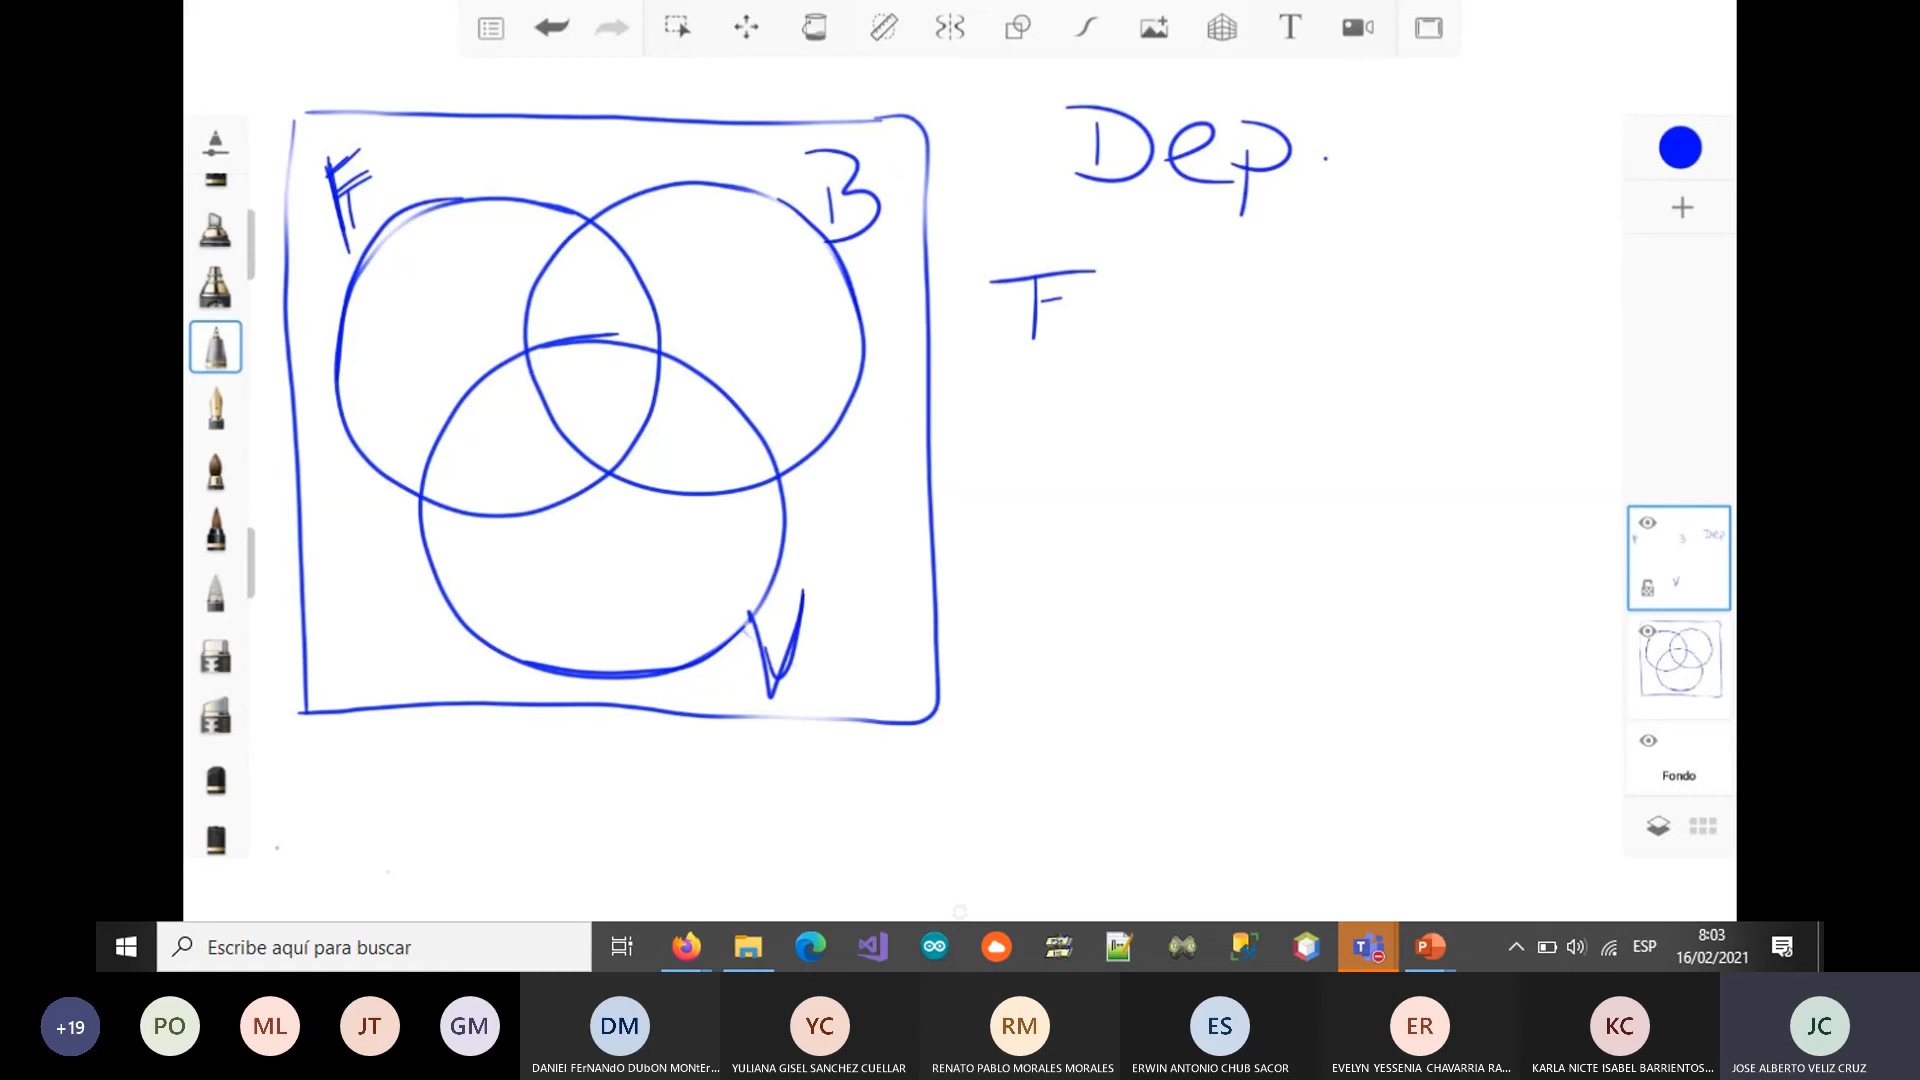 T
F
B
Dep.
F
V
3 Dep
V
Fondo
Escribe aquí para buscar
ESP
8:03
16/02/2021
+19
PO
ML
JT
GM
DM
YC
RM
ES
ER
KC
JC
DANIEl FErNANdO DUbON MONtEr...
YULIANA GISEL SANCHEZ CUELLAR
RENATO PABLO MORALES MORALES
ERWIN ANTONIO CHUB SACOR
EVELYN YESSENIA CHAVARRIA RA...
KARLA NICTE ISABEL BARRIENTOS...
JOSE ALBERTO VELIZ CRUZ